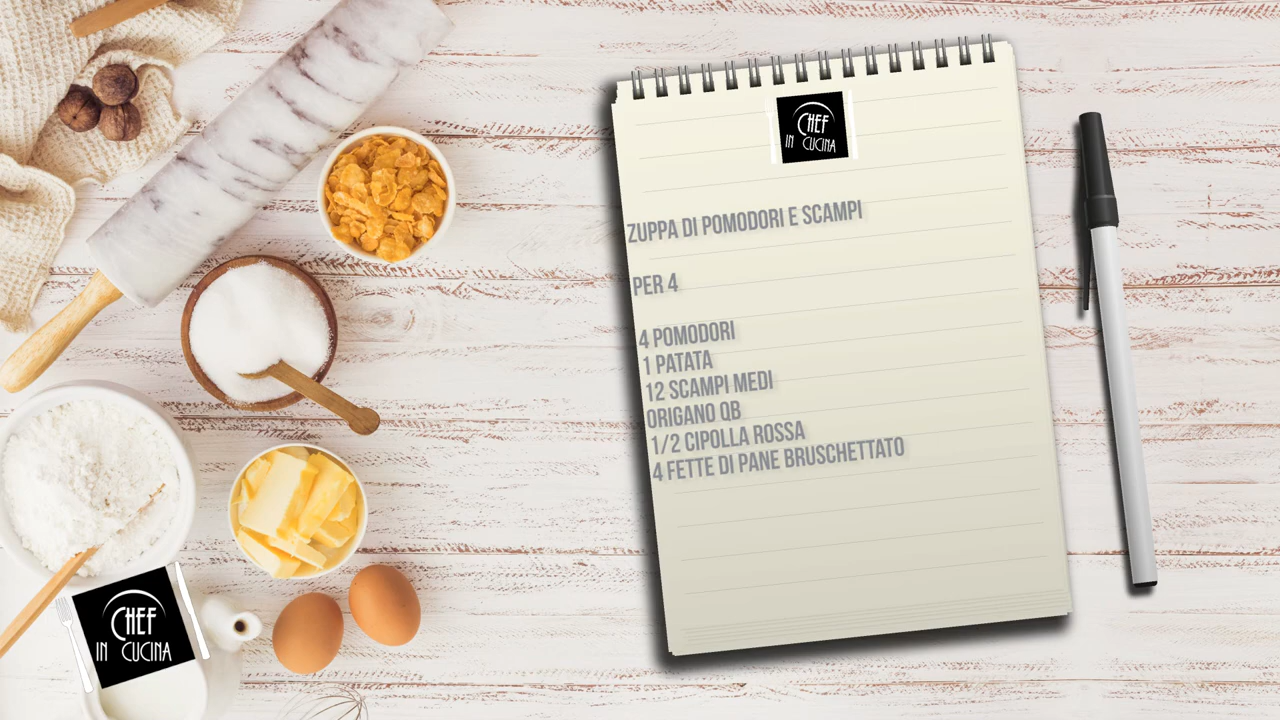 CHEF
IN CUCINA
ZUPPA DI POMODORI E SCAMPI
PER 4
4 POMODORI
1 PATATA
12 SCAMPI MEDI
ORIGANO QB
1/2 CIPOLLA ROSSA
4 FETTE DI PANE BRUSCHETTATO
CHEF
IN CUCINA